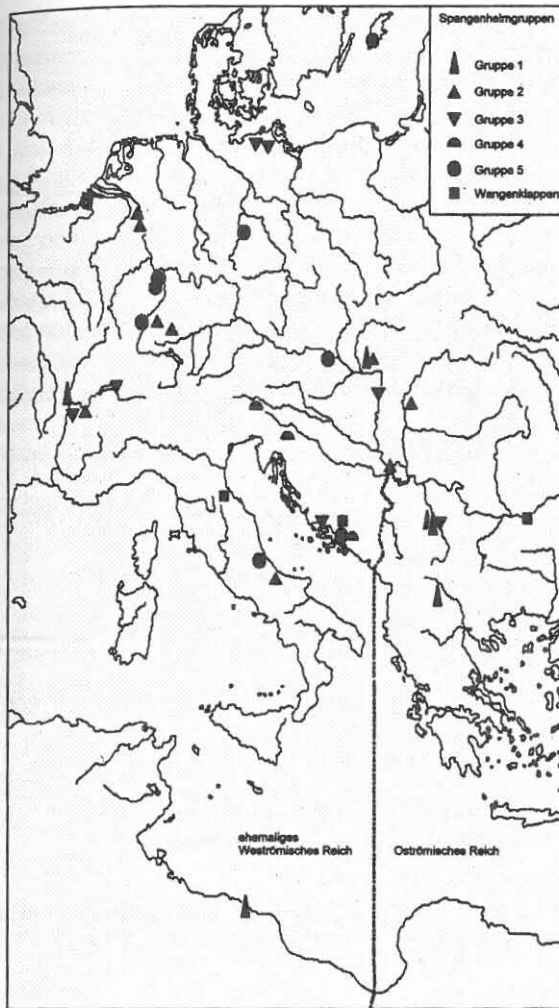 Spangenhelmgruppen
Gruppe 1
Gruppe 2
Gruppe 3
Gruppe 4
Gruppe 5
Wangenklappen
ehemaliges
Weströmisches Reich
Oströmisches Reich